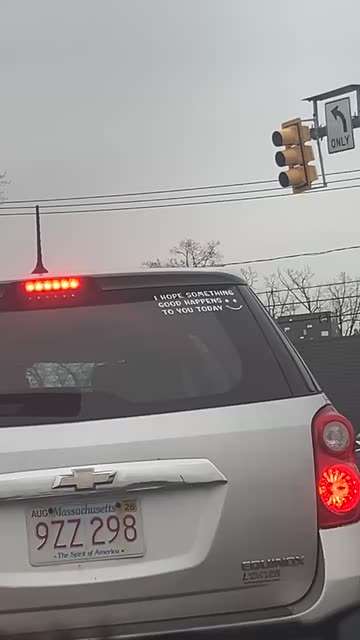 ONLY
I HOPE SOMETHING
GOOD HAPPENS
TO YOU TODAY
AUG Massachusetts 26
9ZZ 298
The Spirit of America
EQUINOX